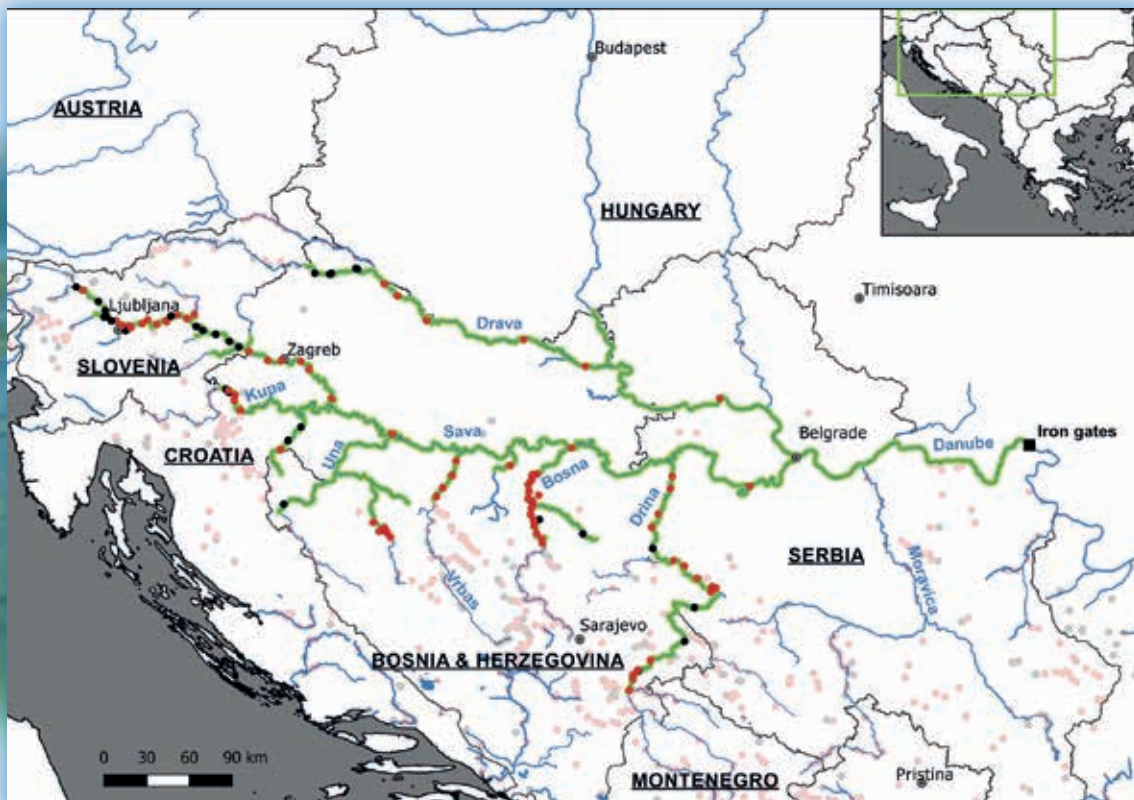 Budapest
AUSTRIA
HUNGARY
Timisoara
Ljubljana
Drava
SLOVENIA
Zagreb
Kupa
Sava
Belgrade
Danube
Iron gates
CROATIA
Una
Bosna
Drina
SERBIA
Vrbas
Moravica
Sarajevo
BOSNIA & HERZEGOVINA
0 30 60 90 km
MONTENEGRO
Pristina